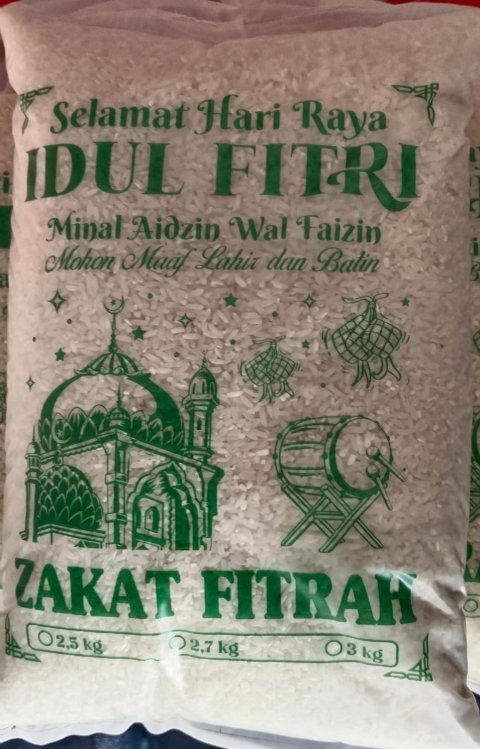 Selamat Hari Raya
IDUL FITRI
Minal Aidzin Wal Faizin
Mohon Maaf Lahir dan Batin
ZAKAT FITRAH
2,5 kg 2,7 kg 3 kg